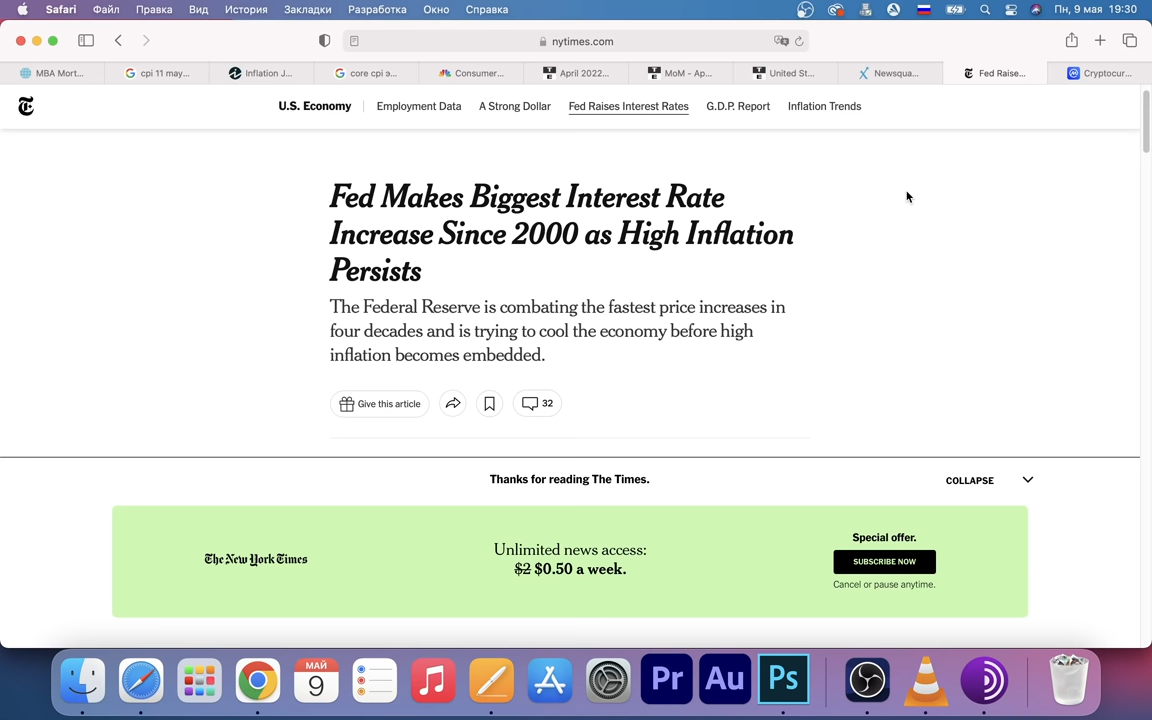 Safari Файл Правка Вид История Закладки Разработка Окно Справка Пн, 9 мая 19:30
nytimes.com
MBA Mort... cpi 11 may... Inflation J... core cpi э... Consumer... April 2022... MoM - Ap... United St... Newsqua... Fed Raise... Cryptocur...
U.S. Economy Employment Data A Strong Dollar Fed Raises Interest Rates G.D.P. Report Inflation Trends
Fed Makes Biggest Interest Rate
Increase Since 2000 as High Inflation
Persists
The Federal Reserve is combating the fastest price increases in
four decades and is trying to cool the economy before high
inflation becomes embedded.
Give this article 32
Thanks for reading The Times.
COLLAPSE
The New York Times
Unlimited news access:
$2 $0.50 a week.
Special offer.
SUBSCRIBE NOW
Cancel or pause anytime.
МАЙ
9
Pr Au Ps